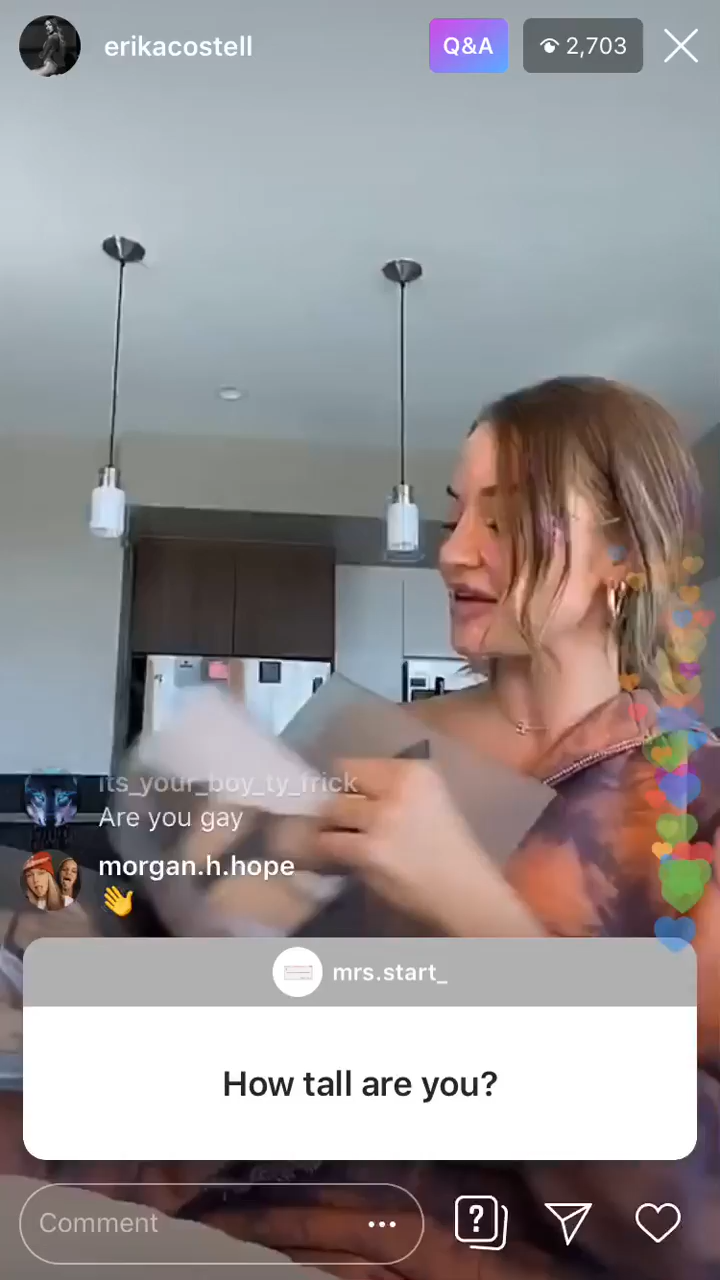 erikacostell
Q&A
2,703
its_your_boy_ty_frick
Are you gay
morgan.h.hope
👋
mrs.start_
How tall are you?
Comment